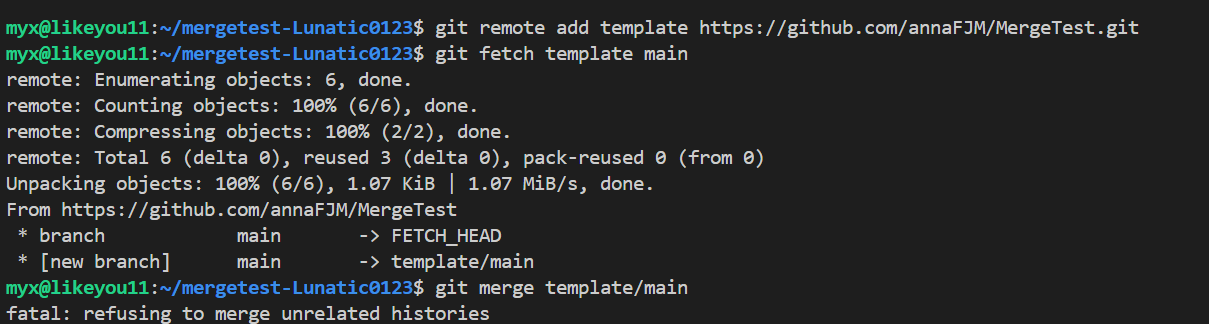 myx@likeyou11:~/mergetest-Lunatic0123$ git remote add template https://github.com/annaFJM/MergeTest.git
myx@likeyou11:~/mergetest-Lunatic0123$ git fetch template main
remote: Enumerating objects: 6, done.
remote: Counting objects: 100% (6/6), done.
remote: Compressing objects: 100% (2/2), done.
remote: Total 6 (delta 0), reused 3 (delta 0), pack-reused 0 (from 0)
Unpacking objects: 100% (6/6), 1.07 KiB | 1.07 MiB/s, done.
From https://github.com/annaFJM/MergeTest
 * branch            main       -> FETCH_HEAD
 * [new branch]      main       -> template/main
myx@likeyou11:~/mergetest-Lunatic0123$ git merge template/main
fatal: refusing to merge unrelated histories